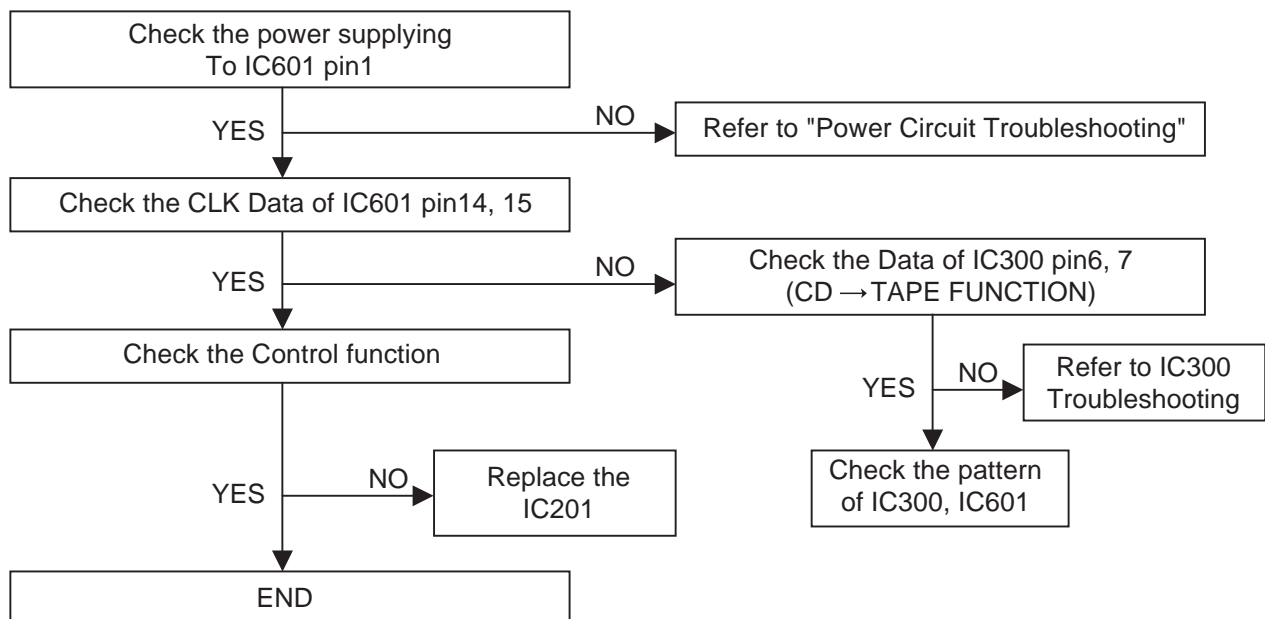 Check the power supplying
To IC601 pin1
YES
NO
Refer to "Power Circuit Troubleshooting"
Check the CLK Data of IC601 pin14, 15
YES
NO
Check the Data of IC300 pin6, 7
(CD → TAPE FUNCTION)
Check the Control function
YES
NO
Refer to IC300
Troubleshooting
YES
NO
Replace the
IC201
Check the pattern
of IC300, IC601
END